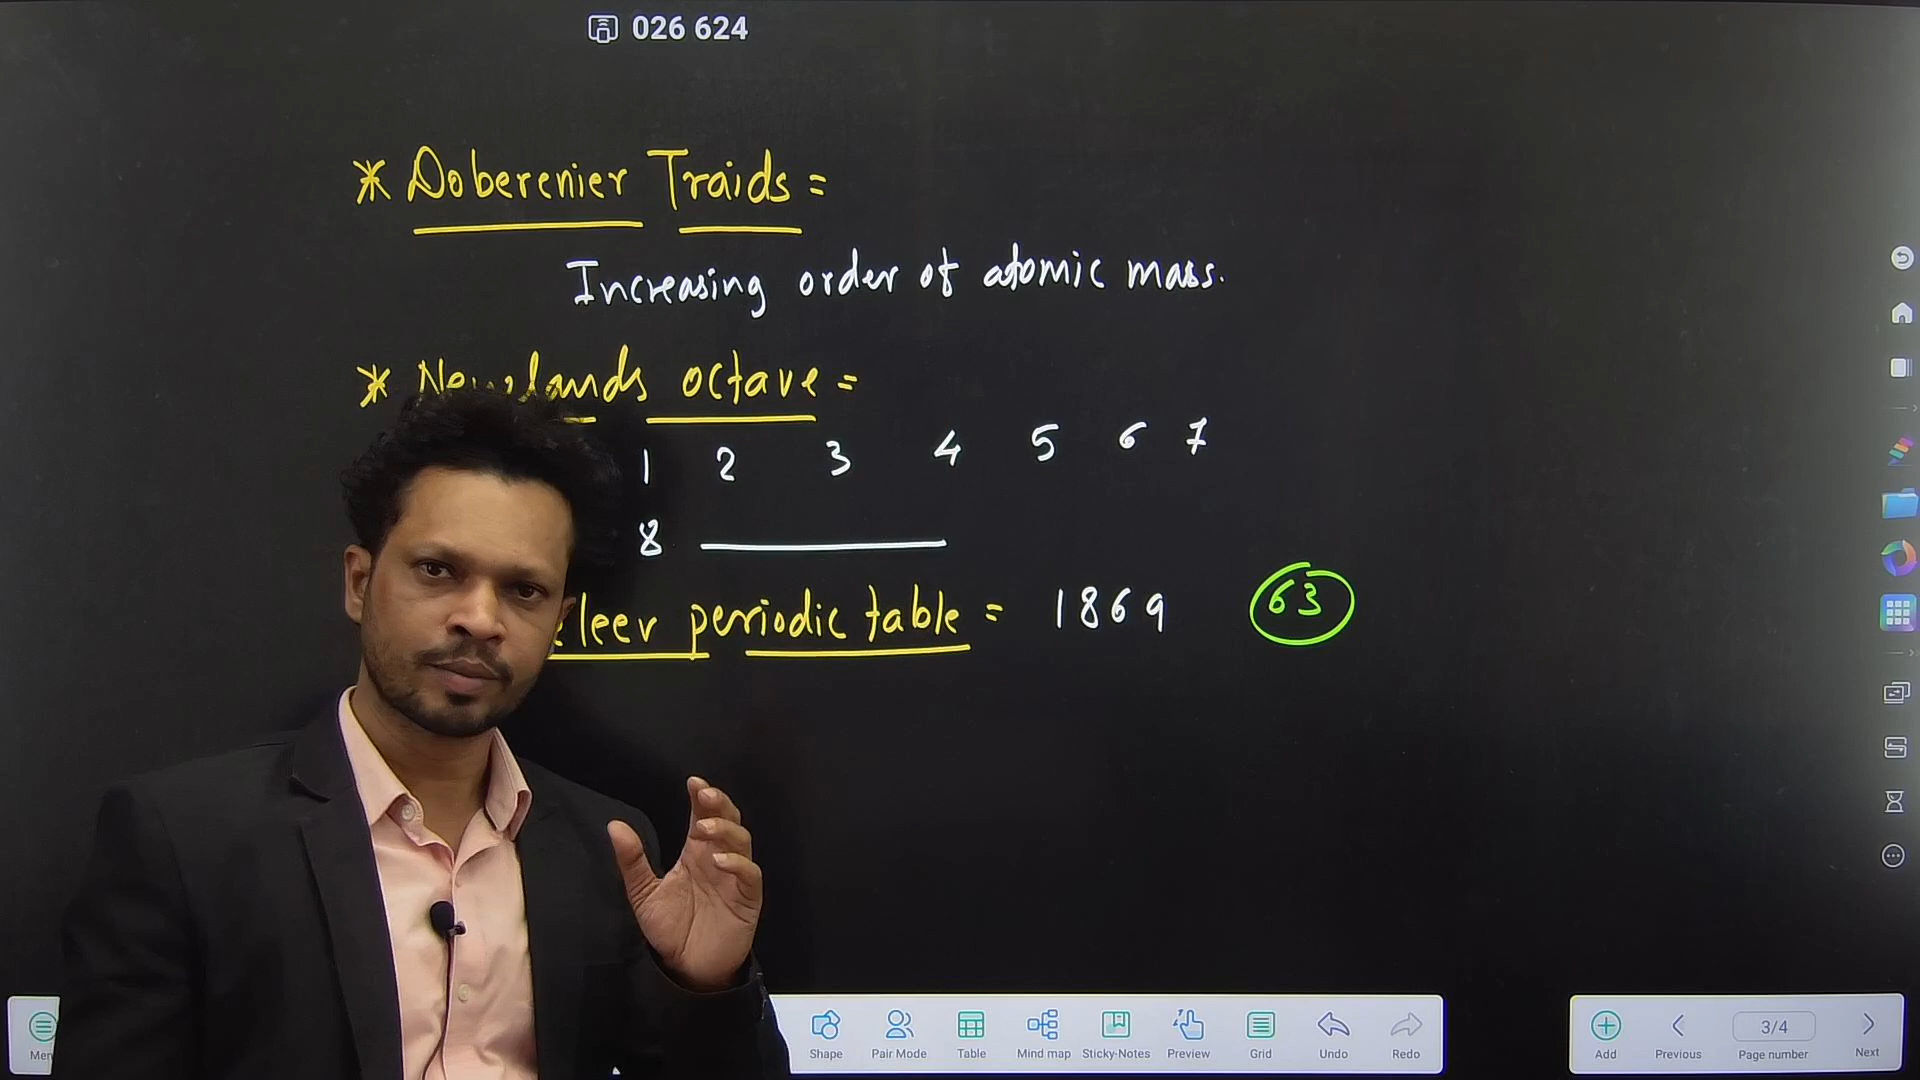 026 624
* Doberenier Traids =
Increasing order of atomic mass.
* Newlands octave =
1 2 3 4 5 6 7
8
leev periodic table = 1869 63
Men Shape Pair Mode Table Mind map Sticky-Notes Preview Grid Undo Redo Add Previous 3/4 Page number Next